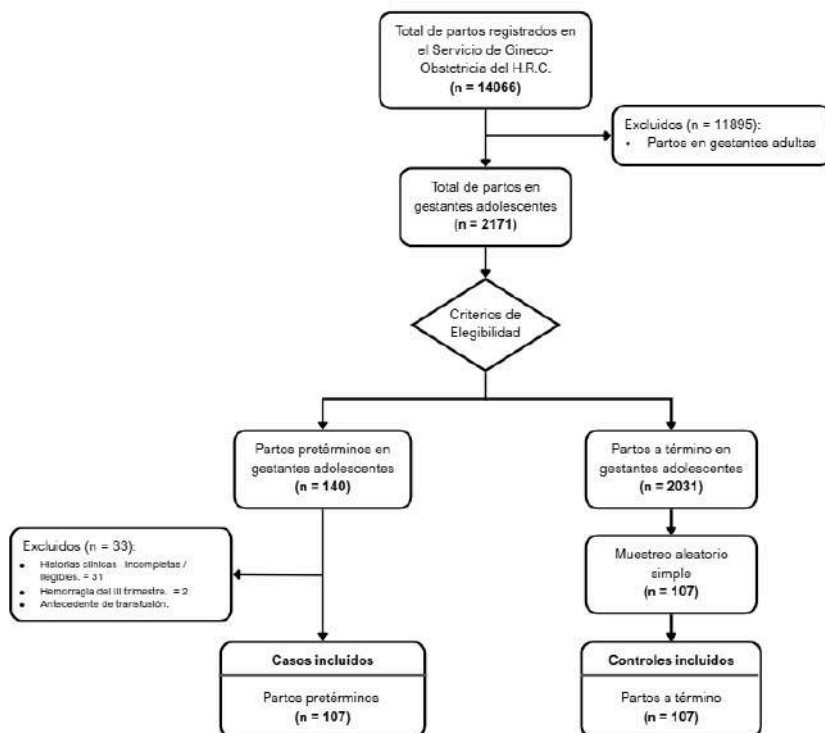 Total de partos registrados en
el Servicio de Gineco-
Obstetricia del H.R.C.
(n = 14066)
Excluidos (n = 11895):
• Partos en gestantes adultas
Total de partos en
gestantes adolescentes
(n = 2171)
Criterios de
Elegibilidad
Partos pretérminos en
gestantes adolescentes
(n = 140)
Partos a término en
gestantes adolescentes
(n = 2031)
Excluidos (n = 33):
• Historias clínicas incompletas /
ilegibles. = 31
• Hemorragia del III trimestre. = 2
• Antecedente de transfusión.
Muestreo aleatorio
simple
(n = 107)
Casos incluidos
Partos pretérminos
(n = 107)
Controles incluidos
Partos a término
(n = 107)